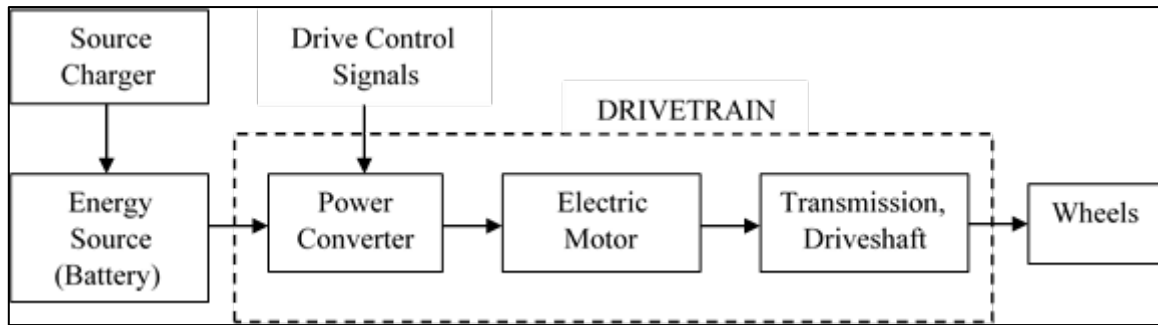 Source
Charger
Drive Control
Signals
DRIVETRAIN
Energy
Source
(Battery)
Power
Converter
Electric
Motor
Transmission,
Driveshaft
Wheels